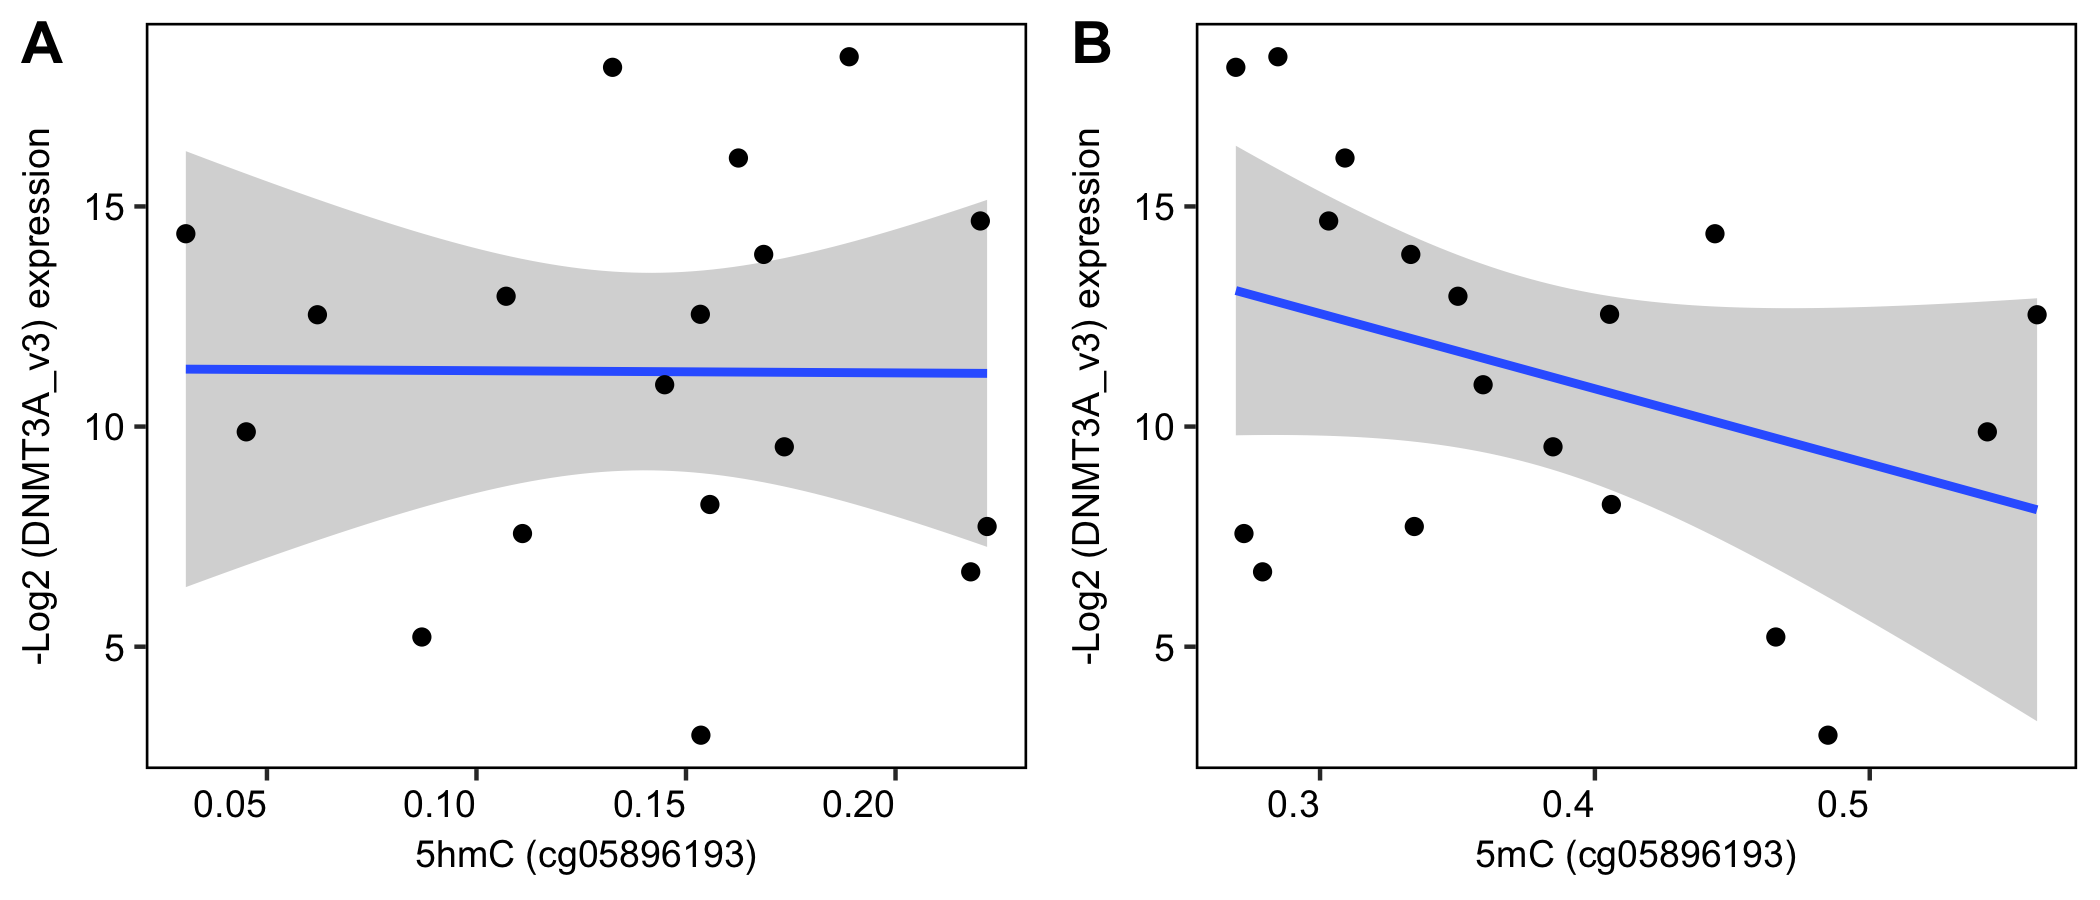 A
-Log2 (DNMT3A_v3) expression
15
10
5
0.05 0.10 0.15 0.20
5hmC (cg05896193)
B
-Log2 (DNMT3A_v3) expression
15
10
5
0.3 0.4 0.5
5mC (cg05896193)